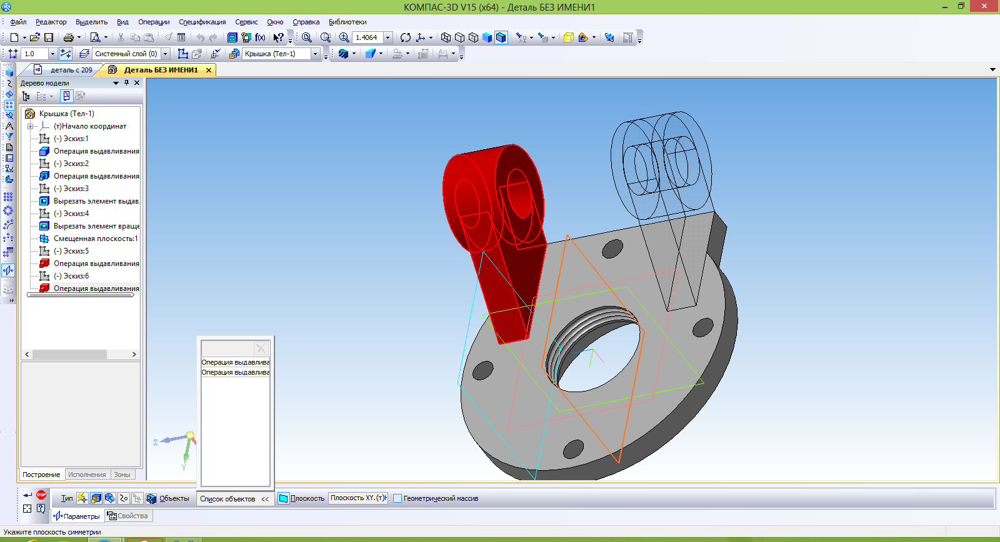 КОМПАС-3D V15 (x64) - Деталь БЕЗ ИМЕНИ1
Файл Редактор Выделить Вид Операции Спецификация Сервис Окно Справка Библиотеки
f(x) 1.4064
1.0 Системный слой (0) Крышка (Тел-1)
деталь с 209 Деталь БЕЗ ИМЕНИ1
Дерево модели
Крышка (Тел-1)
(т)Начало координат
(-) Эскиз:1
Операция выдавливания
(-) Эскиз:2
Операция выдавливания
(-) Эскиз:3
Вырезать элемент выдав
(-) Эскиз:4
Вырезать элемент враще
Смещенная плоскость:1
(-) Эскиз:5
Операция выдавливания
(-) Эскиз:6
Операция выдавливания
Операция выдавлива
Операция выдавлива
Z
Y
Построение Исполнения Зоны
STOP Тип Объекты Список объектов << Плоскость Плоскость XY.(т)Н Геометрический массив
Параметры Свойства
Укажите плоскость симметрии